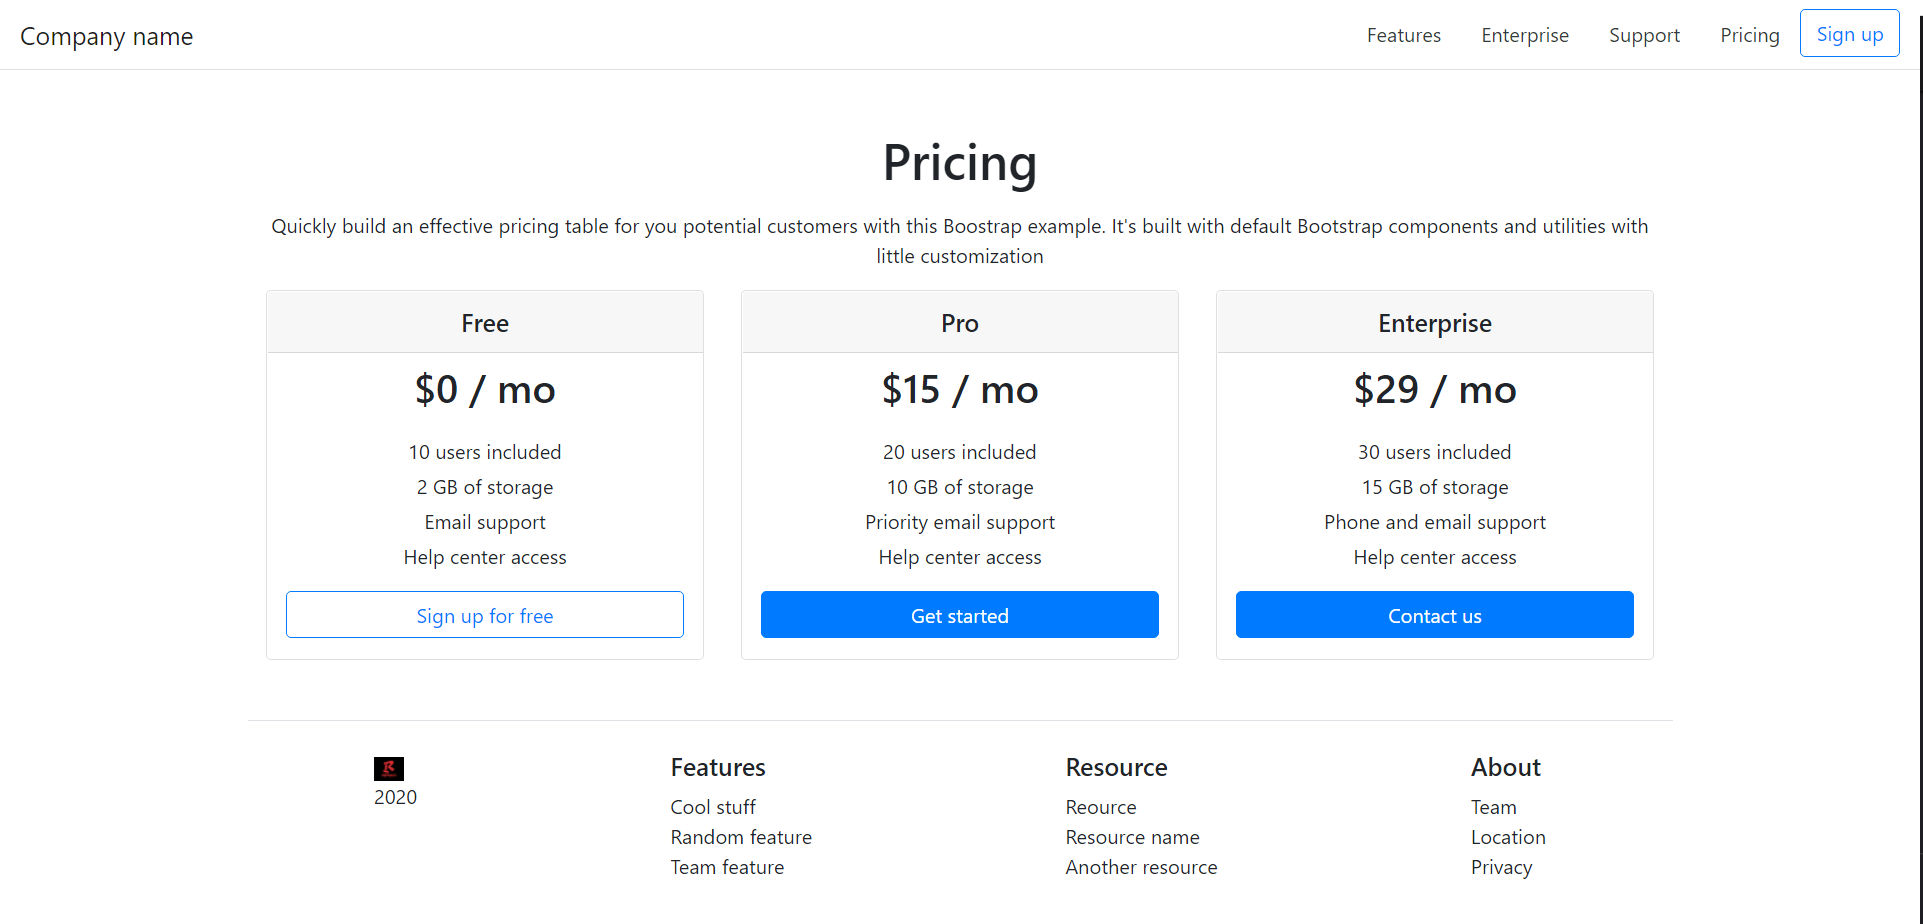 Company name
Features Enterprise Support Pricing Sign up
Pricing
Quickly build an effective pricing table for you potential customers with this Boostrap example. It's built with default Bootstrap components and utilities with
little customization
Free
$0 / mo
10 users included
2 GB of storage
Email support
Help center access
Sign up for free
Pro
$15 / mo
20 users included
10 GB of storage
Priority email support
Help center access
Get started
Enterprise
$29 / mo
30 users included
15 GB of storage
Phone and email support
Help center access
Contact us
R
2020
Features
Cool stuff
Random feature
Team feature
Resource
Reource
Resource name
Another resource
About
Team
Location
Privacy